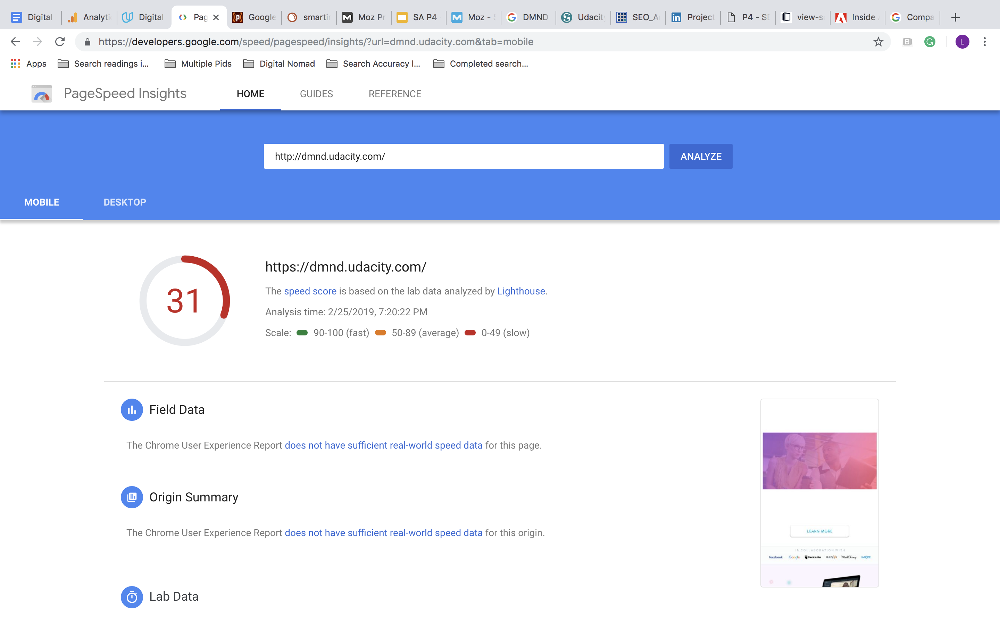 Digital Analyti Digital Pag Google smartin Moz Pr SA P4 Moz - DMND Udacity SEO_A Project P4 - SE view-s Inside Compa
https://developers.google.com/speed/pagespeed/insights/?url=dmnd.udacity.com&tab=mobile
L
Apps Search readings i... Multiple Pids Digital Nomad Search Accuracy I... Completed search...
PageSpeed Insights HOME GUIDES REFERENCE
http://dmnd.udacity.com/ ANALYZE
MOBILE DESKTOP
31
https://dmnd.udacity.com/
The speed score is based on the lab data analyzed by Lighthouse.
Analysis time: 2/25/2019, 7:20:22 PM
Scale: 90-100 (fast) 50-89 (average) 0-49 (slow)
Field Data
The Chrome User Experience Report does not have sufficient real-world speed data for this page.
Origin Summary
The Chrome User Experience Report does not have sufficient real-world speed data for this origin.
LEARN MORE
IN COLLABORATION WITH
facebook Google Hootsuite HubSpot MailChimp MOZ
Lab Data